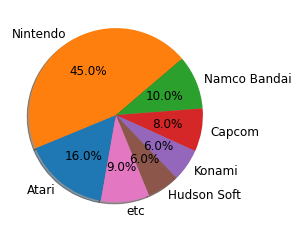 Nintendo
45.0%
Namco Bandai
10.0%
Capcom
8.0%
Konami
6.0%
Hudson Soft
6.0%
etc
9.0%
Atari
16.0%